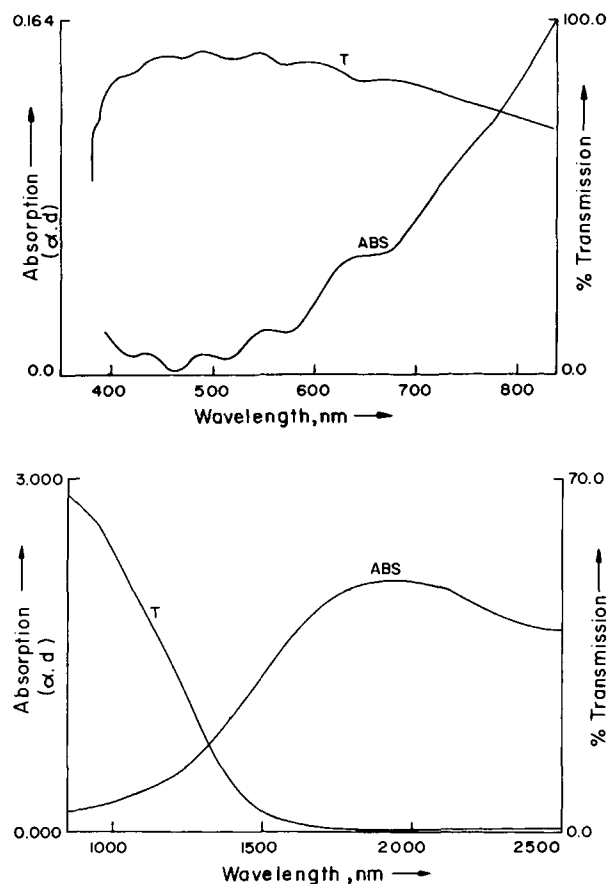 0.164
100.0
T
ABS
Absorption ⟶
(α.d)
% Transmission ⟶
0.0
0.0
400 500 600 700 800
Wavelength,nm ⟶
3.000
70.0
T
ABS
Absorption ⟶
(α.d)
% Transmission ⟶
0.000
0.0
1000 1500 2000 2500
Wavelength,nm ⟶